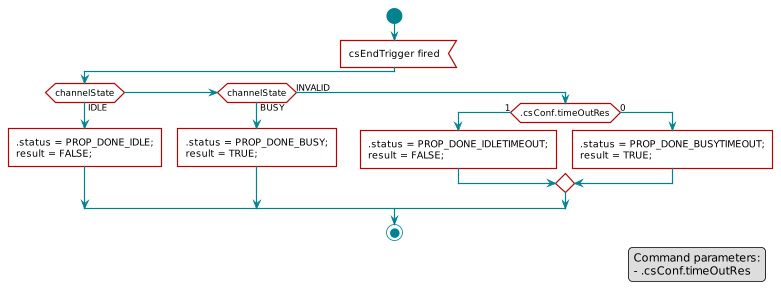 csEndTrigger fired
channelState
channelState
INVALID
IDLE
BUSY
1
.csConf.timeOutRes
0
.status = PROP_DONE_IDLE;
result = FALSE;
.status = PROP_DONE_BUSY;
result = TRUE;
.status = PROP_DONE_IDLETIMEOUT;
result = FALSE;
.status = PROP_DONE_BUSYTIMEOUT;
result = TRUE;
Command parameters:
- .csConf.timeOutRes